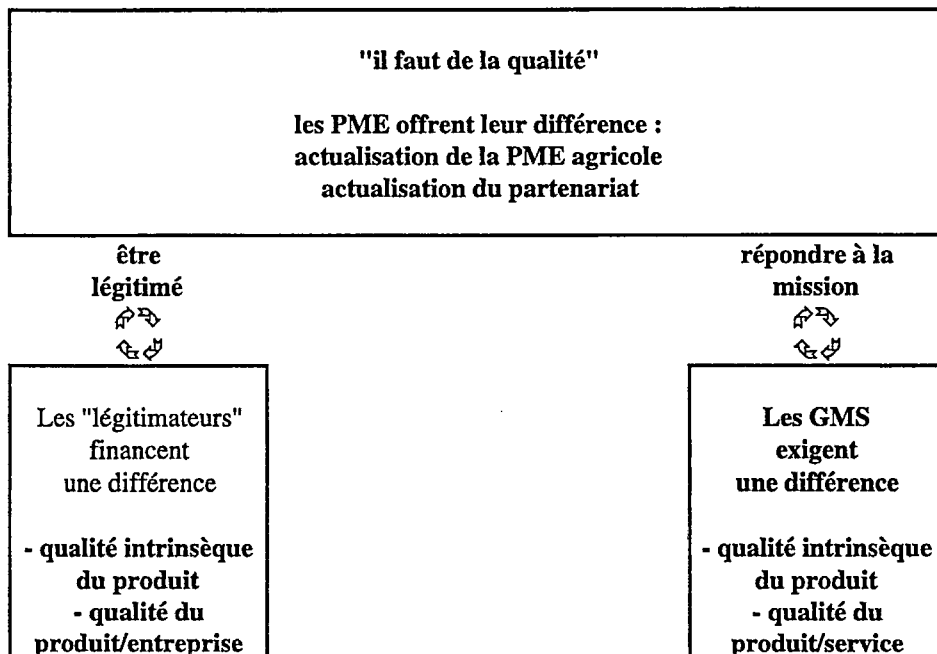 "il faut de la qualité"
les PME offrent leur différence :
actualisation de la PME agricole
actualisation du partenariat
être
légitimé
répondre à la
mission
Les "légitimateurs"
financent
une différence
- qualité intrinsèque
du produit
- qualité du
produit/entreprise
Les GMS
exigent
une différence
- qualité intrinsèque
du produit
- qualité du
produit/service